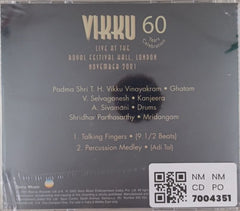 VIKKU 60
Years
Celebration
LIVE AT THE
ROYAL FESTIVAL HALL, LONDON
NOVEMBER 2001
Padma Shri T. H. Vikku Vinayakram - Ghatam
V. Selvaganesh - Kanjeera
A. Sivamani - Drums
Shridhar Parthasarthy - Mridangam
1. Talking Fingers - (9.1/2 Beats)
2. Percussion Medley - (Adi Tal)
NM NM
CD PO
7004351